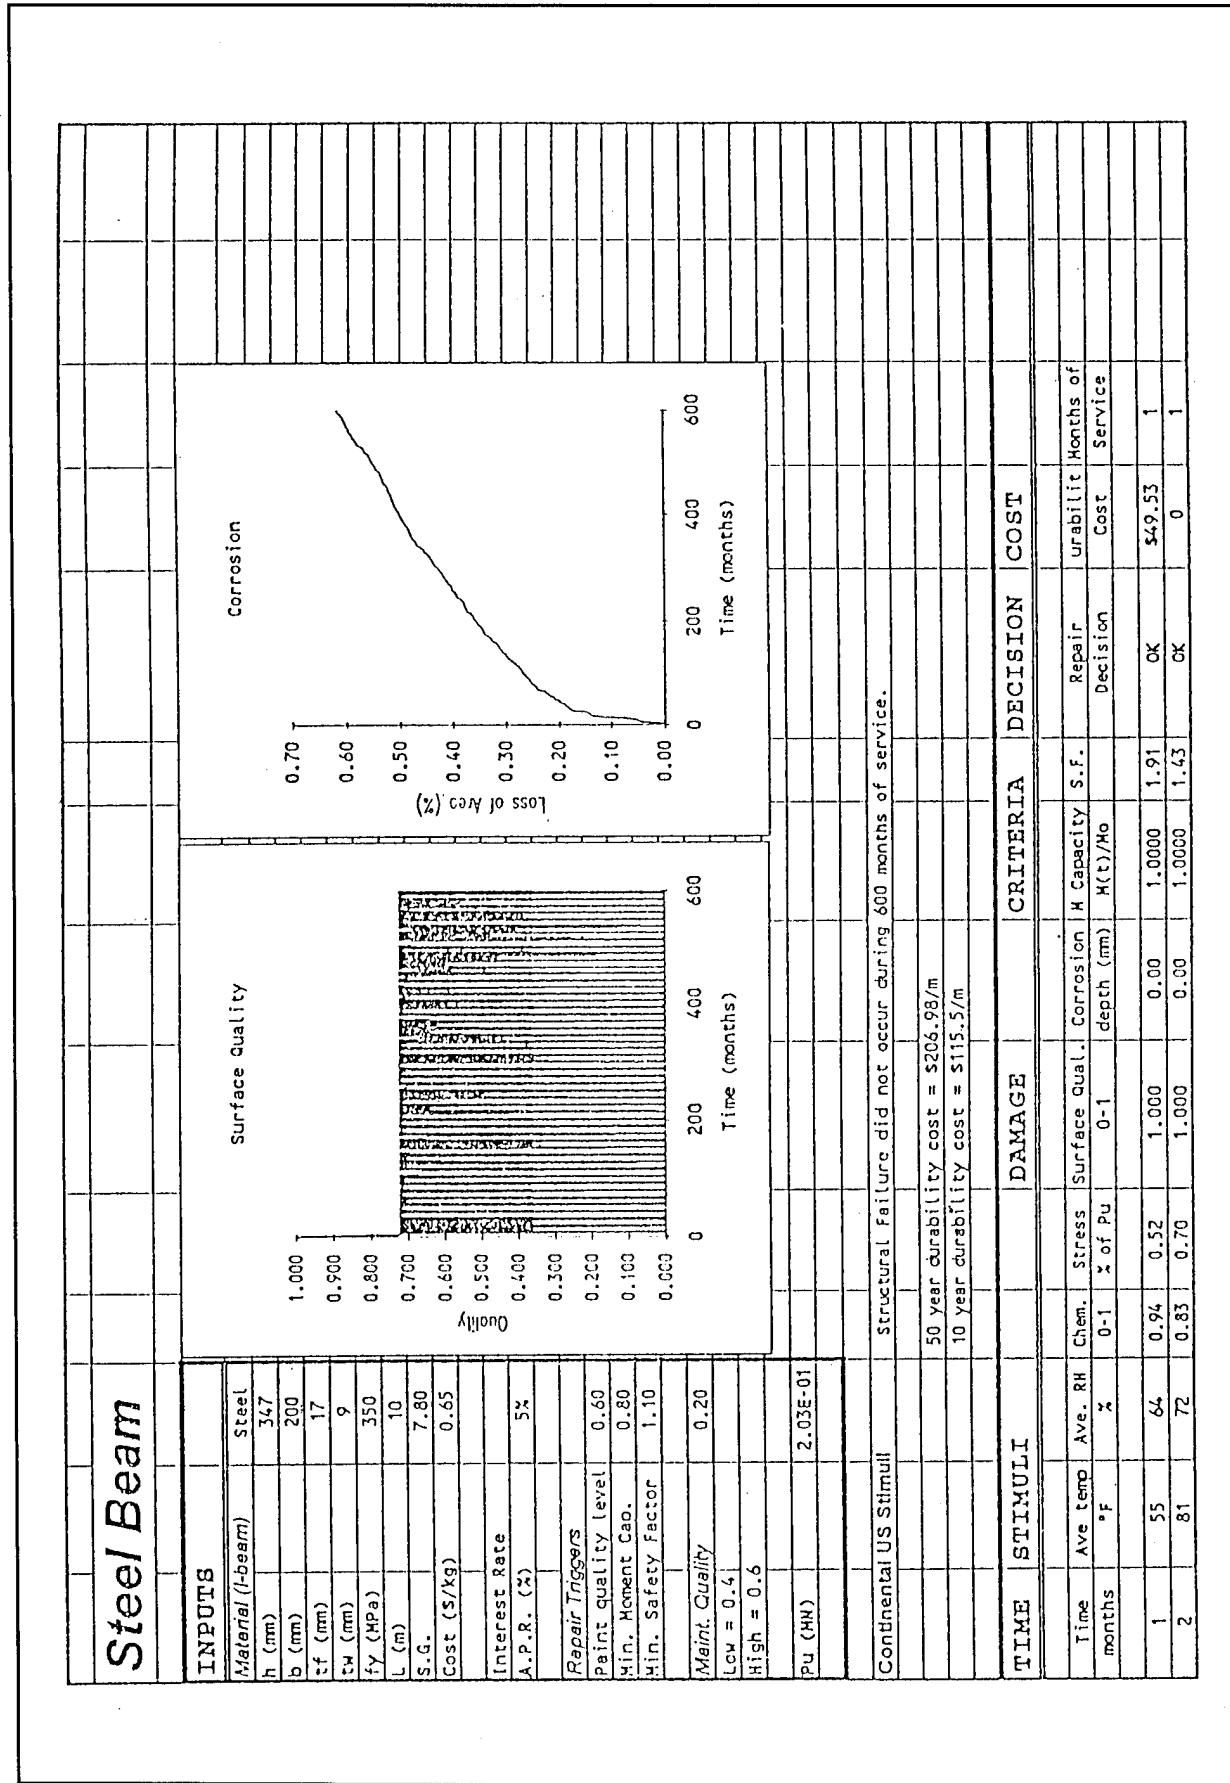 Steel Beam
INPUTS
Material (I-beam) Steel
h (mm) 347
b (mm) 200
tf (mm) 17
tw (mm) 9
fy (MPa) 350
L (m) 10
S.G. 7.80
Cost ($/kg) 0.65
Interest Rate
A.P.R. (%) 5%
Rapair Triggers
Paint quality level 0.60
Min. Moment Cap. 0.80
Min. Safety Factor 1.10
Maint. Quality 0.20
Low = 0.4
High = 0.6
Pu (MN) 2.03E-01
Surface Quality
Quality
1.000
0.900
0.800
0.700
0.600
0.500
0.400
0.300
0.200
0.100
0.000
0 200 400 600
Time (months)
Corrosion
Loss of Area (%)
0.70
0.60
0.50
0.40
0.30
0.20
0.10
0.00
0 200 400 600
Time (months)
Continental US Stimuli Structural Failure did not occur during 600 months of service.
50 year durability cost = $206.98/m
10 year durability cost = $115.5/m
TIME STIMULI DAMAGE CRITERIA DECISION COST
Time Ave temp Ave. RH Chem. Stress Surface Qual. Corrosion M Capacity S.F. Repair urabilit Months of
months °F % 0-1 % of Pu 0-1 depth (mm) M(t)/Mo Decision Cost Service
1 55 64 0.94 0.52 1.000 0.00 1.0000 1.91 OK $49.53 1
2 81 72 0.83 0.70 1.000 0.00 1.0000 1.43 OK 0 1